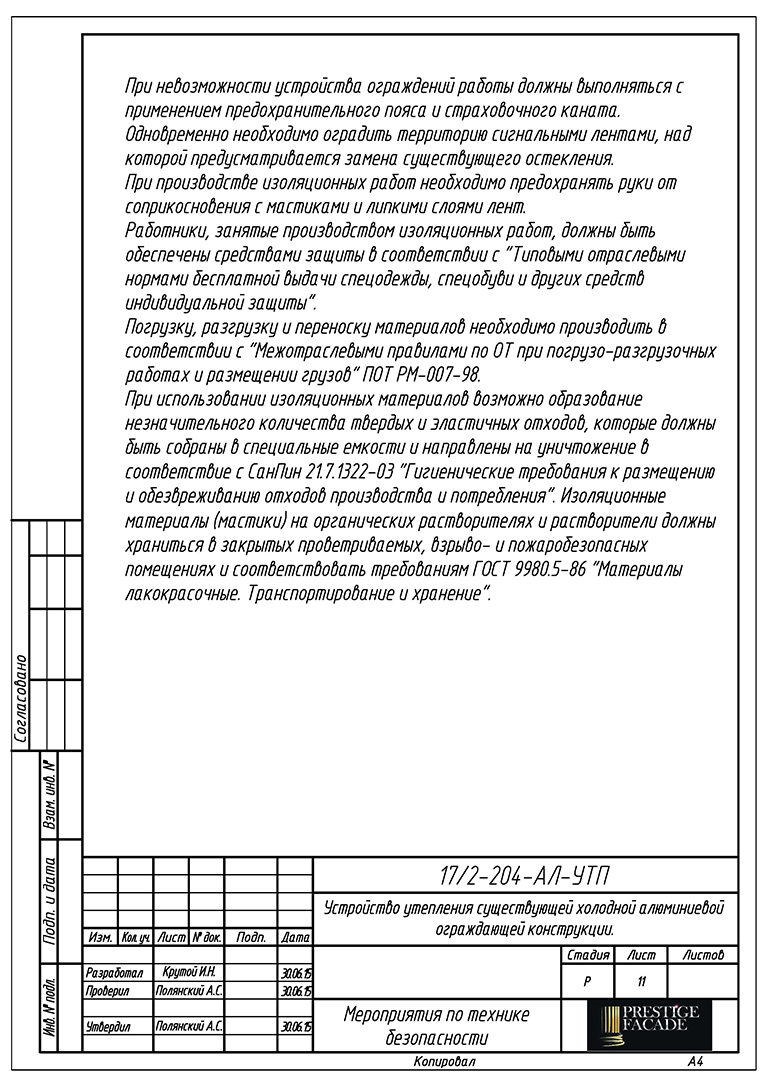 При невозможности устройства ограждений работы должны выполняться с
применением предохранительного пояса и страховочного каната.
Одновременно необходимо оградить территорию сигнальными лентами, над
которой предусматривается замена существующего остекления.
При производстве изоляционных работ необходимо предохранять руки от
соприкосновения с мастиками и липкими слоями лент.
Работники, занятые производством изоляционных работ, должны быть
обеспечены средствами защиты в соответствии с "Типовыми отраслевыми
нормами бесплатной выдачи спецодежды, спецобуви и других средств
индивидуальной защиты".
Погрузку, разгрузку и переноску материалов необходимо производить в
соответствии с "Межотраслевыми правилами по ОТ при погрузо-разгрузочных
работах и размещении грузов" ПОТ РМ-007-98.
При использовании изоляционных материалов возможно образование
незначительного количества твердых и эластичных отходов, которые должны
быть собраны в специальные емкости и направлены на уничтожение в
соответствие с СанПин 21.7.1322-03 "Гигиенические требования к размещению
и обезвреживанию отходов производства и потребления". Изоляционные
материалы (мастики) на органических растворителях и растворители должны
храниться в закрытых проветриваемых, взрыво- и пожаробезопасных
помещениях и соответствовать требованиям ГОСТ 9980.5-86 "Материалы
лакокрасочные. Транспортирование и хранение".
Согласовано
Взам. инв. №
Подп. и дата
Инв. № подл.
17/2-204-АЛ-УТП
Устройство утепления существующей холодной алюминиевой
ограждающей конструкции.
Изм. Кол. уч. Лист № док. Подп. Дата
Стадия Лист Листов
Разработал Крутой И.Н. 30.06.15
Р 11
Проверил Полянский А.С. 30.06.15
Утвердил Полянский А.С. 30.06.15
Мероприятия по технике
безопасности
PRESTIGE
FACADE
Копировал А4